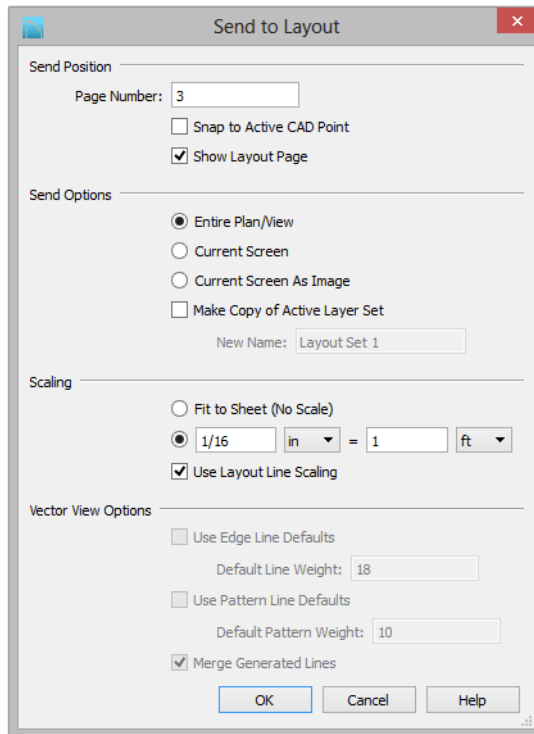 Send to Layout
Send Position
Page Number: 3
Snap to Active CAD Point
Show Layout Page
Send Options
Entire Plan/View
Current Screen
Current Screen As Image
Make Copy of Active Layer Set
New Name: Layout Set 1
Scaling
Fit to Sheet (No Scale)
1/16 in = 1 ft
Use Layout Line Scaling
Vector View Options
Use Edge Line Defaults
Default Line Weight: 18
Use Pattern Line Defaults
Default Pattern Weight: 10
Merge Generated Lines
OK Cancel Help